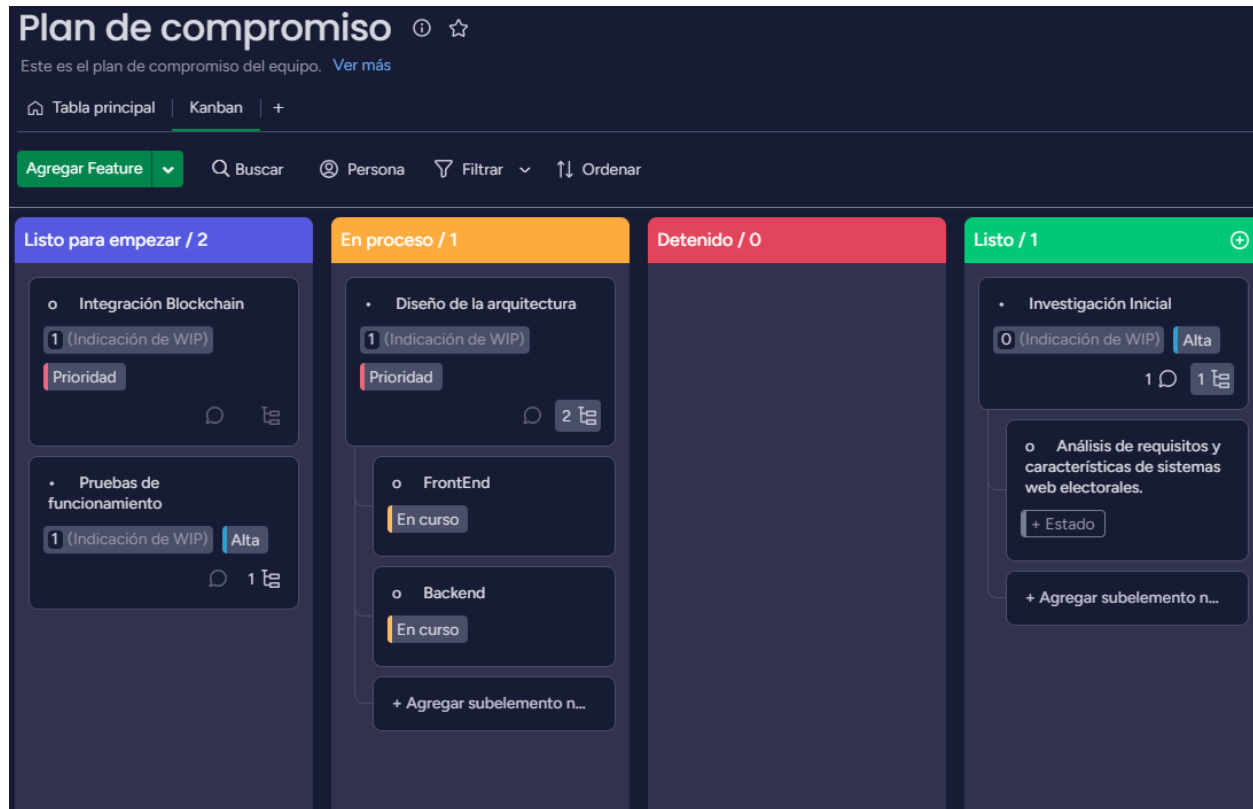 Plan de compromiso
Este es el plan de compromiso del equipo. Ver más
Tabla principal
Kanban
+
Agregar Feature
Buscar
Persona
Filtrar
Ordenar
Listo para empezar / 2
o Integración Blockchain
1 (Indicación de WIP)
Prioridad
• Pruebas de
funcionamiento
1 (Indicación de WIP) Alta
1
En proceso / 1
• Diseño de la arquitectura
1 (Indicación de WIP)
Prioridad
2
o FrontEnd
En curso
o Backend
En curso
+ Agregar subelemento n...
Detenido / 0
Listo / 1
• Investigación Inicial
0 (Indicación de WIP) Alta
1 1
o Análisis de requisitos y
características de sistemas
web electorales.
+ Estado
+ Agregar subelemento n...